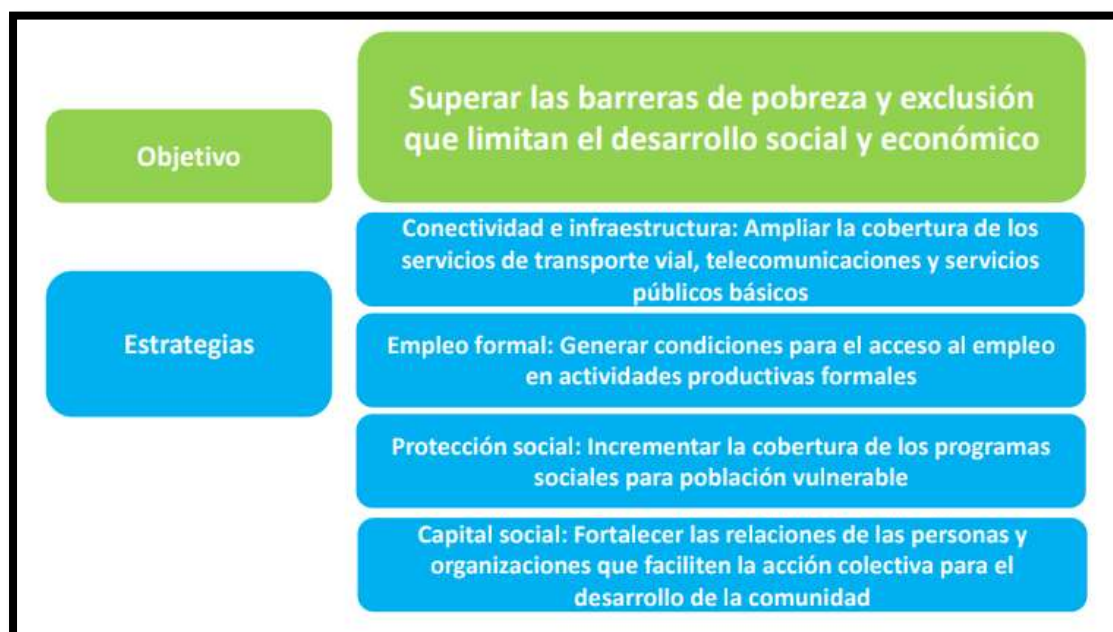 Objetivo
Superar las barreras de pobreza y exclusión
que limitan el desarrollo social y económico
Estrategias
Conectividad e infraestructura: Ampliar la cobertura de los
servicios de transporte vial, telecomunicaciones y servicios
públicos básicos
Empleo formal: Generar condiciones para el acceso al empleo
en actividades productivas formales
Protección social: Incrementar la cobertura de los programas
sociales para población vulnerable
Capital social: Fortalecer las relaciones de las personas y
organizaciones que faciliten la acción colectiva para el
desarrollo de la comunidad